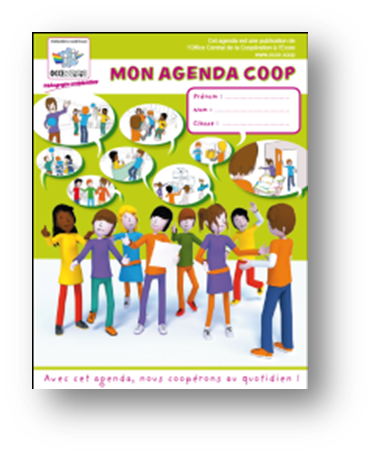 Cet agenda est une publication de
l'Office Central de la Coopération à l'École
www.occe.coop
OCCE
MON AGENDA COOP
Prénom :
Nom :
Classe :
Avec cet agenda, nous coopérons au quotidien !